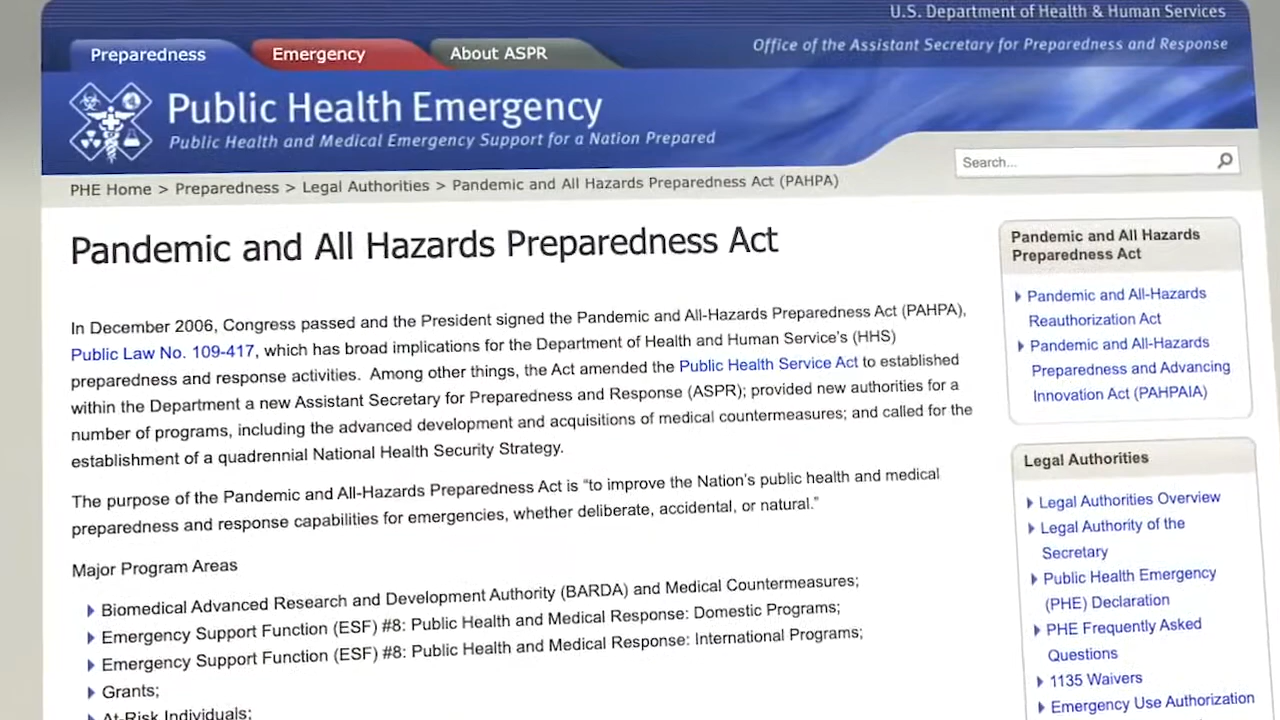 U.S. Department of Health & Human Services
Office of the Assistant Secretary for Preparedness and Response
Preparedness
Emergency
About ASPR
Public Health Emergency
Public Health and Medical Emergency Support for a Nation Prepared
Search...
PHE Home > Preparedness > Legal Authorities > Pandemic and All Hazards Preparedness Act (PAHPA)
Pandemic and All Hazards Preparedness Act
In December 2006, Congress passed and the President signed the Pandemic and All-Hazards Preparedness Act (PAHPA),
Public Law No. 109-417, which has broad implications for the Department of Health and Human Service's (HHS)
preparedness and response activities. Among other things, the Act amended the Public Health Service Act to established
within the Department a new Assistant Secretary for Preparedness and Response (ASPR); provided new authorities for a
number of programs, including the advanced development and acquisitions of medical countermeasures; and called for the
establishment of a quadrennial National Health Security Strategy.
The purpose of the Pandemic and All-Hazards Preparedness Act is “to improve the Nation's public health and medical
preparedness and response capabilities for emergencies, whether deliberate, accidental, or natural.”
Major Program Areas
Biomedical Advanced Research and Development Authority (BARDA) and Medical Countermeasures;
Emergency Support Function (ESF) #8: Public Health and Medical Response: Domestic Programs;
Emergency Support Function (ESF) #8: Public Health and Medical Response: International Programs;
Grants;
At-Risk Individuals;
Pandemic and All Hazards
Preparedness Act
Pandemic and All-Hazards
Reauthorization Act
Pandemic and All-Hazards
Preparedness and Advancing
Innovation Act (PAHPAIA)
Legal Authorities
Legal Authorities Overview
Legal Authority of the
Secretary
Public Health Emergency
(PHE) Declaration
PHE Frequently Asked
Questions
1135 Waivers
Emergency Use Authorization